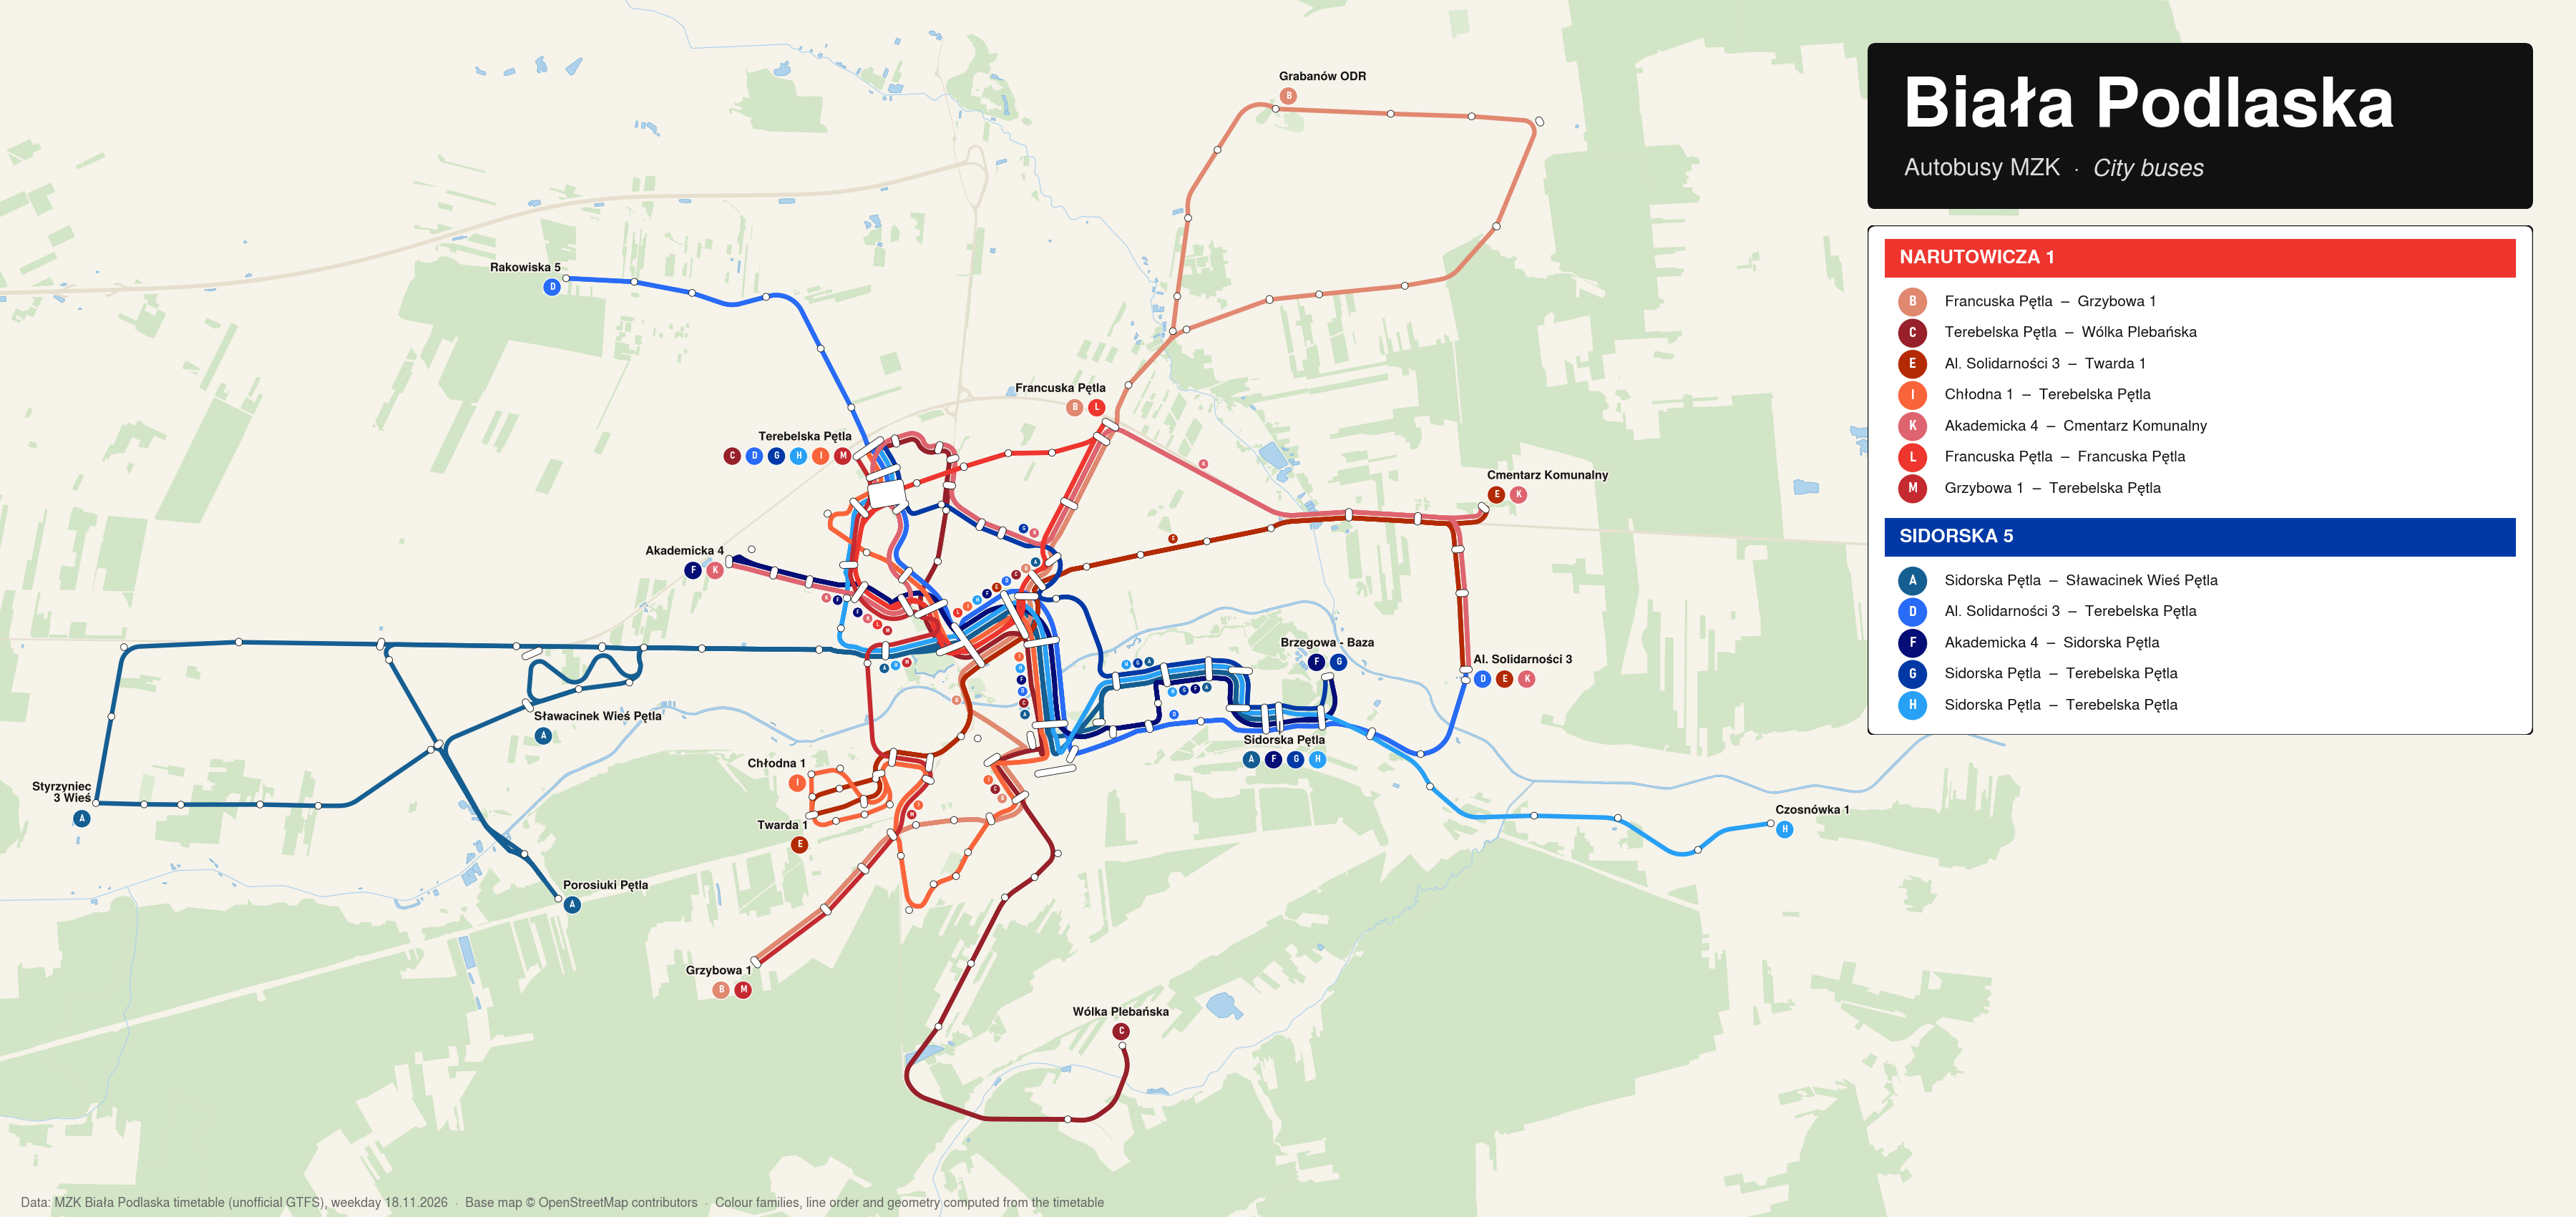 Biała Podlaska
Autobusy MZK · City buses
NARUTOWICZA 1
B Francuska Pętla – Grzybowa 1
C Terebelska Pętla – Wólka Plebańska
E Al. Solidarności 3 – Twarda 1
I Chłodna 1 – Terebelska Pętla
K Akademicka 4 – Cmentarz Komunalny
L Francuska Pętla – Francuska Pętla
M Grzybowa 1 – Terebelska Pętla
SIDORSKA 5
A Sidorska Pętla – Sławacinek Wieś Pętla
D Al. Solidarności 3 – Terebelska Pętla
F Akademicka 4 – Sidorska Pętla
G Sidorska Pętla – Terebelska Pętla
H Sidorska Pętla – Terebelska Pętla
Grabanów ODR
B
Rakowiska 5
D
Francuska Pętla
B L
Terebelska Pętla
C D G H I M
Cmentarz Komunalny
E K
Akademicka 4
F K
Brzegowa - Baza
F G
Al. Solidarności 3
D E K
Sławacinek Wieś Pętla
A
Sidorska Pętla
A F G H
Chłodna 1
I
Styrzyniec
3 Wieś
A
Twarda 1
E
Czosnówka 1
H
Porosiuki Pętla
A
Grzybowa 1
B M
Wólka Plebańska
C
Data: MZK Biała Podlaska timetable (unofficial GTFS), weekday 18.11.2026 · Base map © OpenStreetMap contributors · Colour families, line order and geometry computed from the timetable